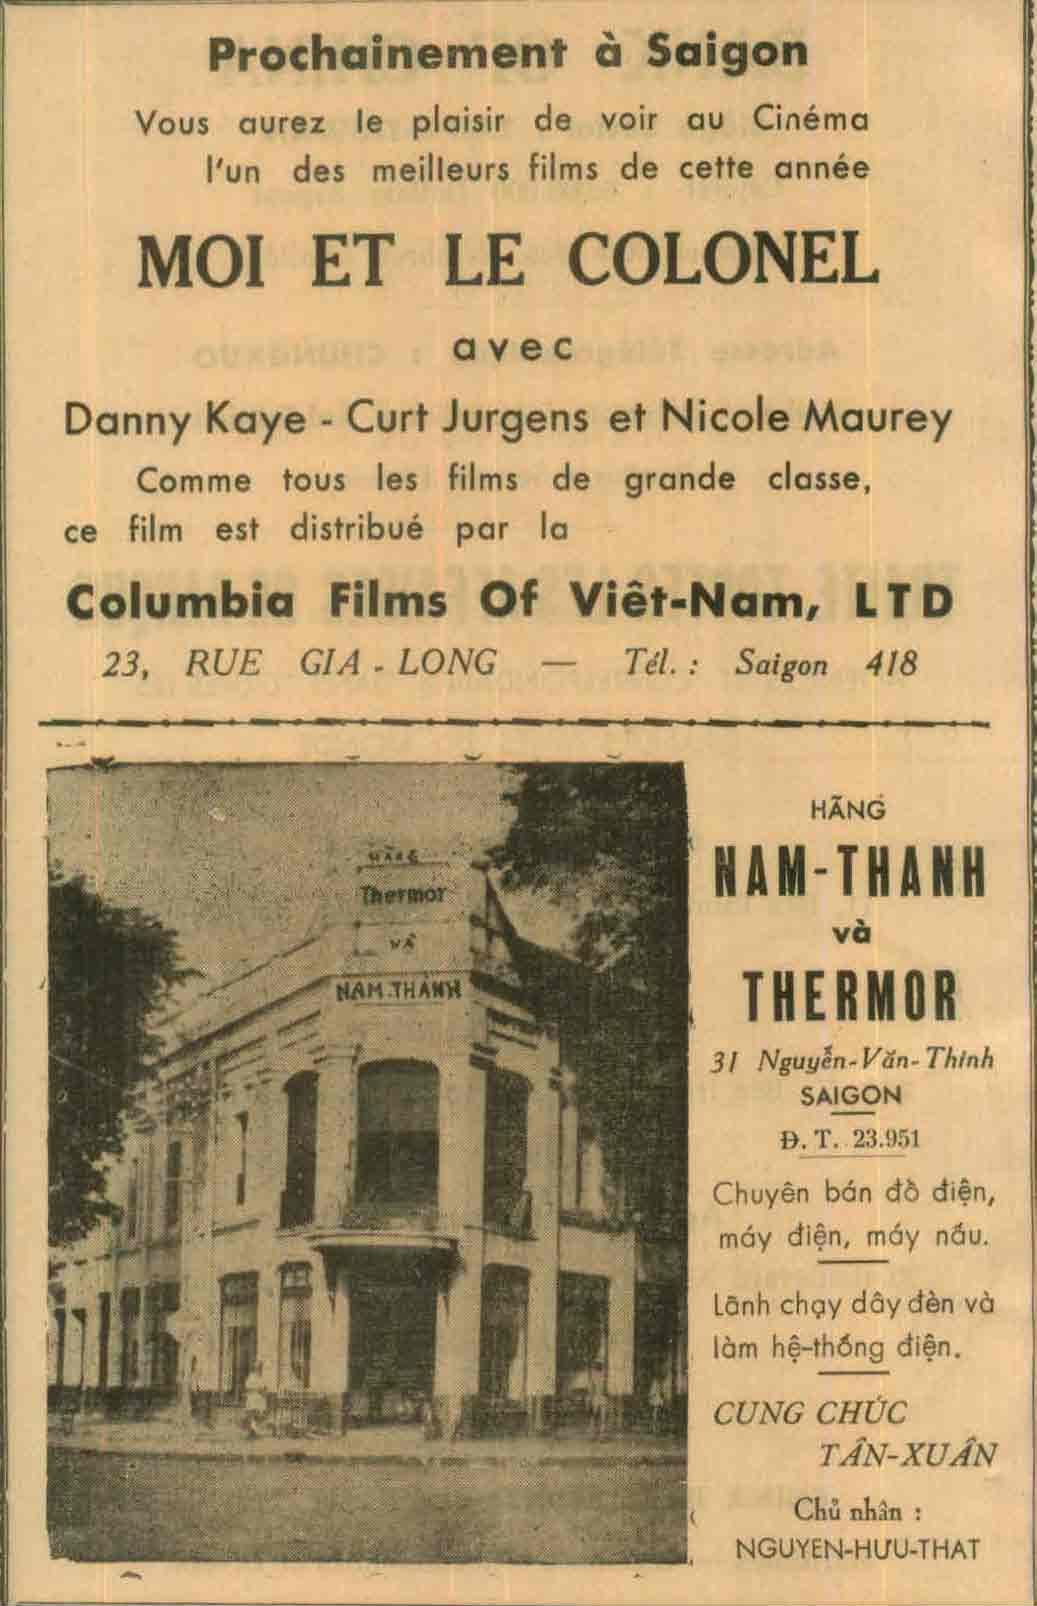 Prochainement à Saigon
Vous aurez le plaisir de voir au Cinéma
l'un des meilleurs films de cette année
MOI ET LE COLONEL
avec
Danny Kaye - Curt Jurgens et Nicole Maurey
Comme tous les films de grande classe,
ce film est distribué par la
Columbia Films Of Viêt-Nam, LTD
23, RUE GIA - LONG — Tél. : Saigon 418
HÃNG
Thermor
VÀ
NAM-THÀNH
HÃNG
NAM-THANH
và
THERMOR
31 Nguyễn-Văn-Thinh
SAIGON
Đ. T. 23.951
Chuyên bán đồ điện,
máy điện, máy nấu.
Lãnh chạy dây đèn và
làm hệ-thống điện.
CUNG CHÚC
TÂN-XUÂN
Chủ nhân :
NGUYEN-HƯU-THAT